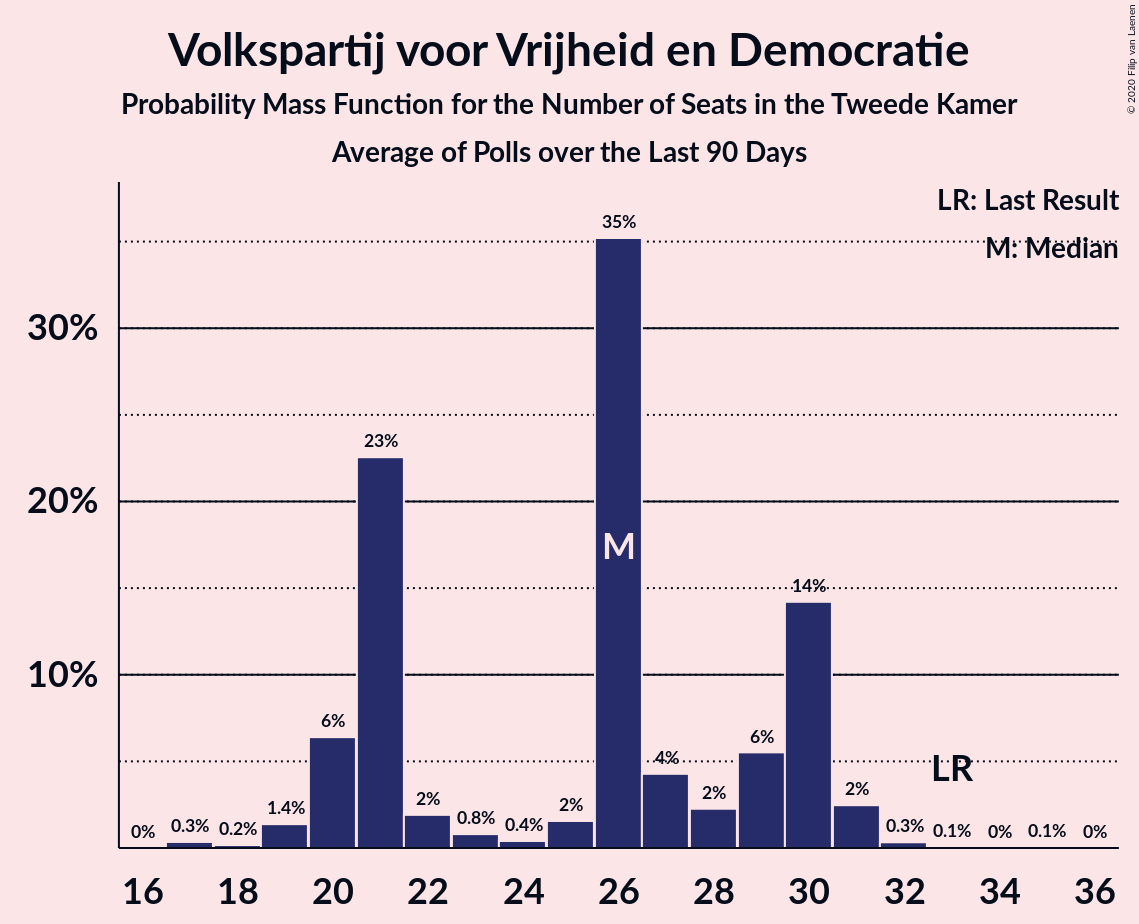 Volkspartij voor Vrijheid en Democratie
Probability Mass Function for the Number of Seats in the Tweede Kamer
Average of Polls over the Last 90 Days
© 2020 Filip van Laenen
LR: Last Result
M: Median
30%
20%
10%
0%
0.3%
0.2%
1.4%
6%
23%
2%
0.8%
0.4%
2%
35%
4%
2%
6%
14%
2%
0.3%
0.1%
0%
0.1%
0%
M
LR
16 18 20 22 24 26 28 30 32 34 36